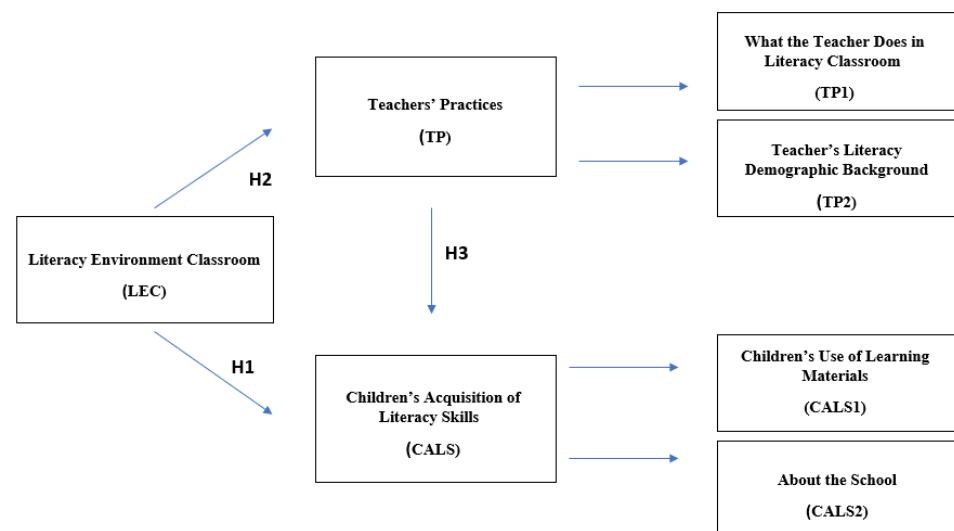 What the Teacher Does in
Literacy Classroom
(TP1)
Teachers’ Practices
(TP)
Teacher’s Literacy
Demographic Background
(TP2)
H2
Literacy Environment Classroom
(LEC)
H3
H1
Children’s Acquisition of
Literacy Skills
(CALS)
Children’s Use of Learning
Materials
(CALS1)
About the School
(CALS2)